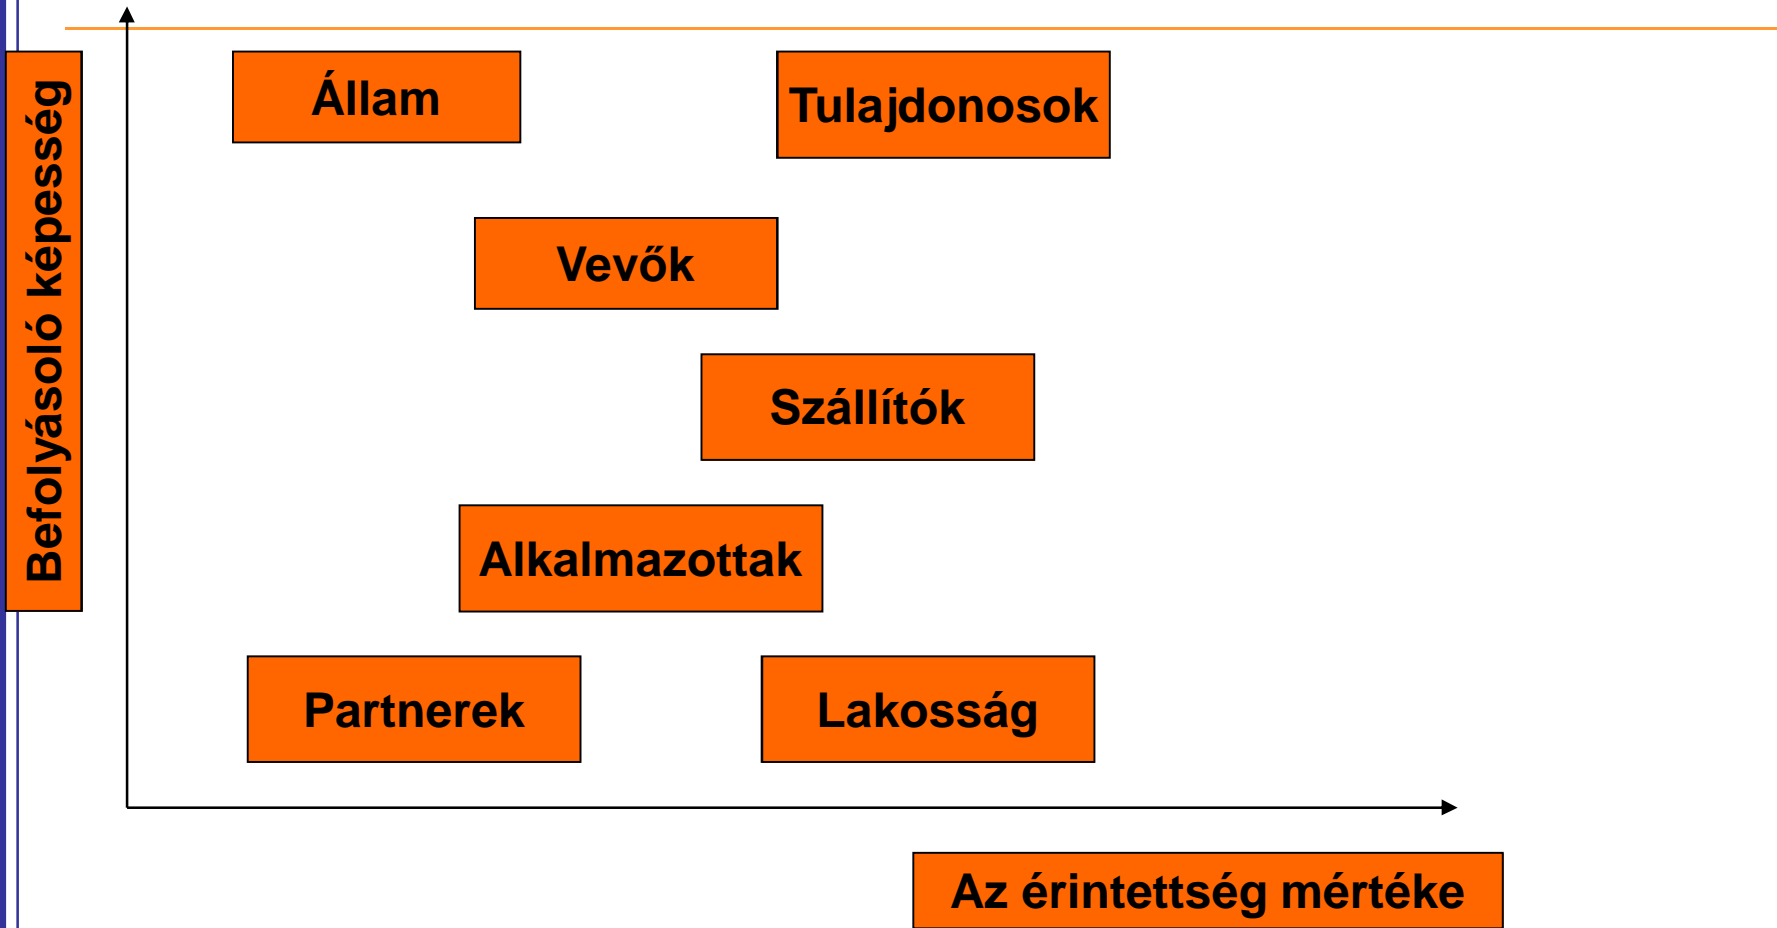 Befolyásoló képesség
Állam
Tulajdonosok
Vevők
Szállítók
Alkalmazottak
Partnerek
Lakosság
Az érintettség mértéke